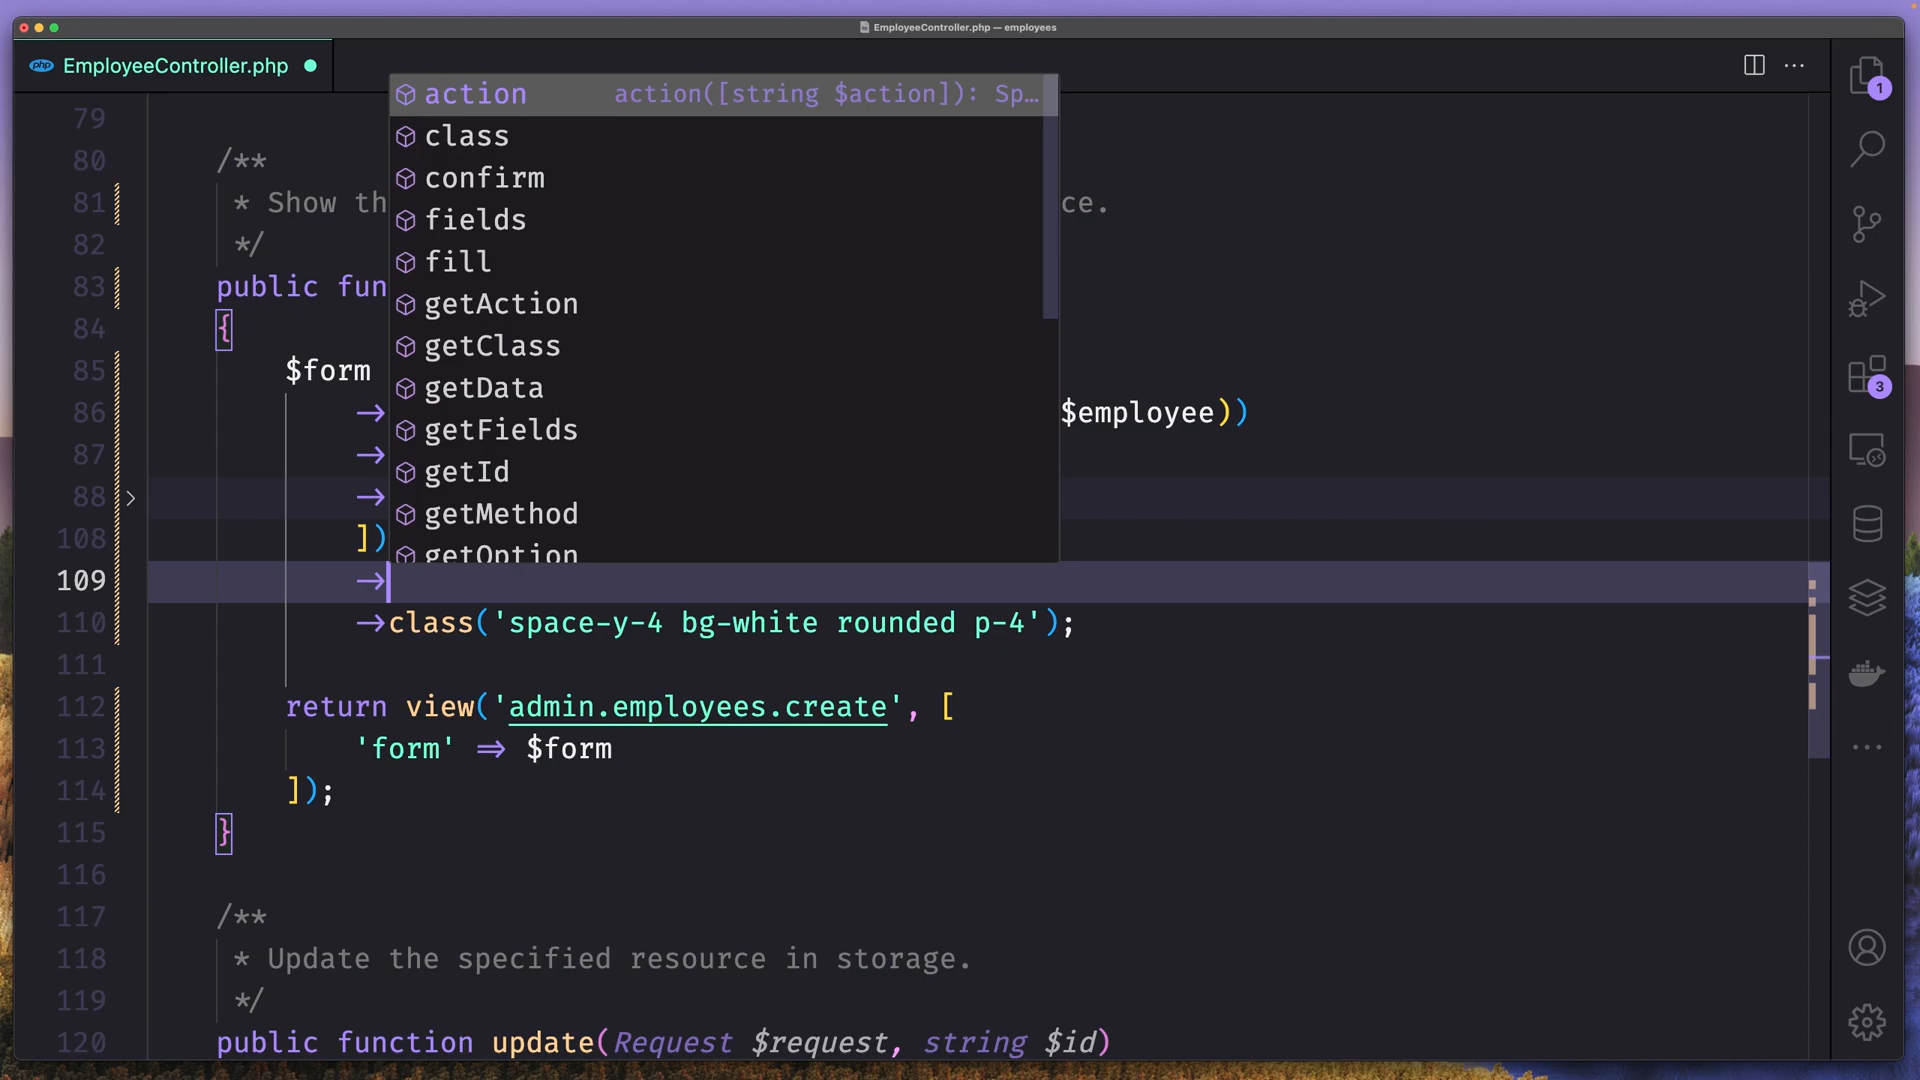 EmployeeController.php — employees
php EmployeeController.php
79
80 /**
81 * Show th ce.
82 */
83 public fun
84 {
85 $form
86 → $employee))
87 →
88 →
108 ])
109 →
110 →class('space-y-4 bg-white rounded p-4');
111
112 return view('admin.employees.create', [
113 'form' ⇒ $form
114 ]);
115 }
116
117 /**
118 * Update the specified resource in storage.
119 */
120 public function update(Request $request, string $id)
action action([string $action]): Sp…
class
confirm
fields
fill
getAction
getClass
getData
getFields
getId
getMethod
getOption
1
3